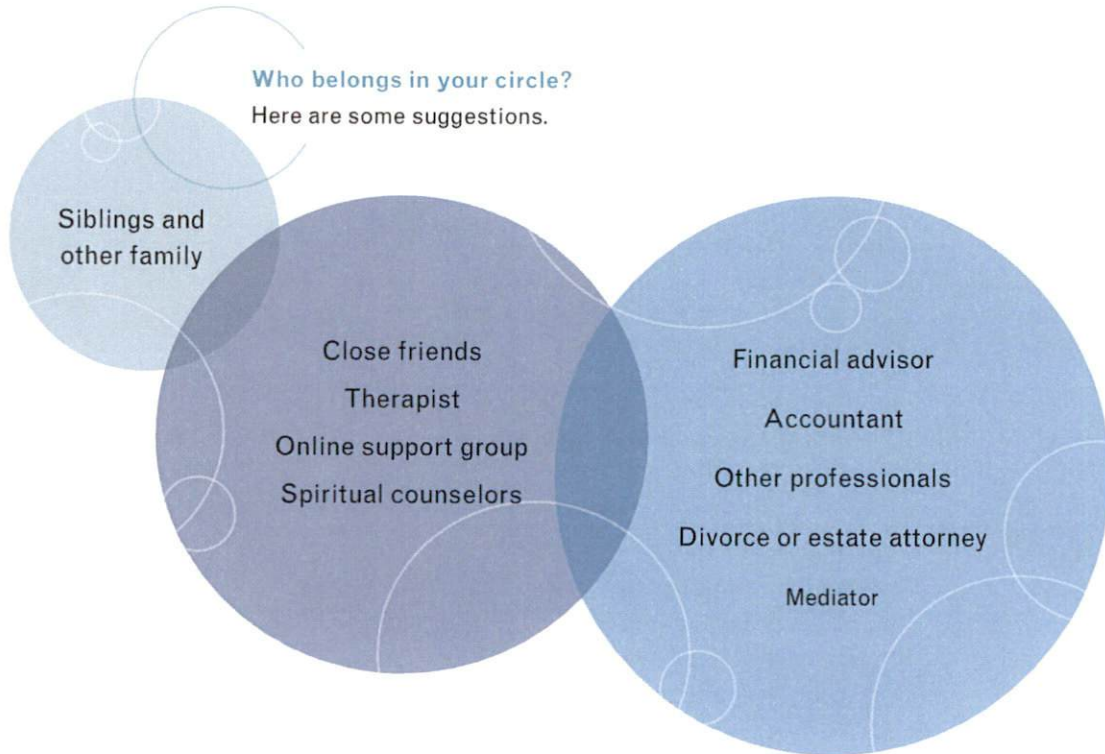 Who belongs in your circle?
Here are some suggestions.
Siblings and
other family
Close friends
Therapist
Online support group
Spiritual counselors
Financial advisor
Accountant
Other professionals
Divorce or estate attorney
Mediator